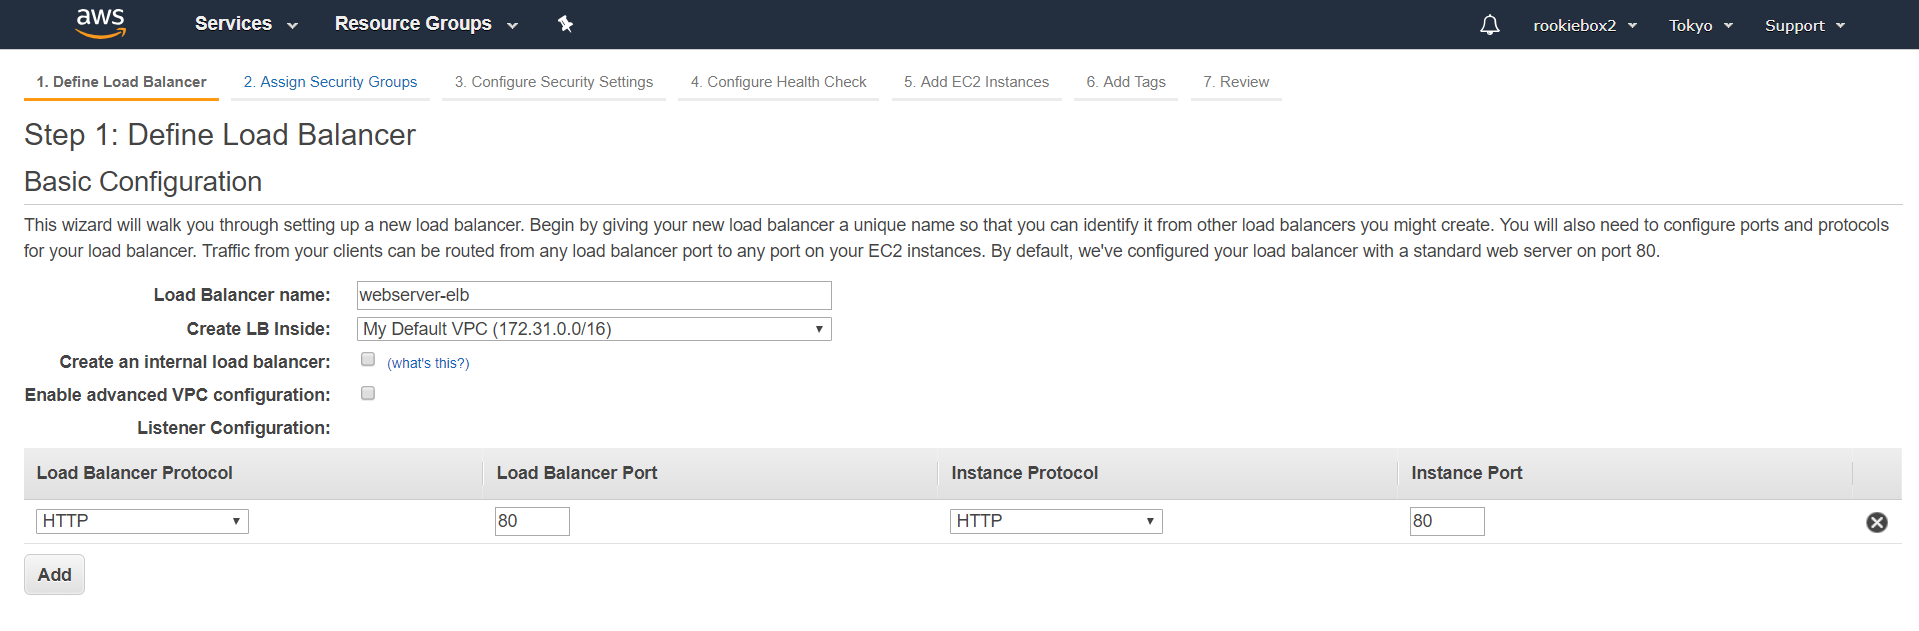 aws Services Resource Groups rookiebox2 Tokyo Support
1. Define Load Balancer 2. Assign Security Groups 3. Configure Security Settings 4. Configure Health Check 5. Add EC2 Instances 6. Add Tags 7. Review
Step 1: Define Load Balancer
Basic Configuration
This wizard will walk you through setting up a new load balancer. Begin by giving your new load balancer a unique name so that you can identify it from other load balancers you might create. You will also need to configure ports and protocols
for your load balancer. Traffic from your clients can be routed from any load balancer port to any port on your EC2 instances. By default, we've configured your load balancer with a standard web server on port 80.
Load Balancer name: webserver-elb
Create LB Inside: My Default VPC (172.31.0.0/16)
Create an internal load balancer: (what's this?)
Enable advanced VPC configuration:
Listener Configuration:
Load Balancer Protocol Load Balancer Port Instance Protocol Instance Port
HTTP 80 HTTP 80
Add